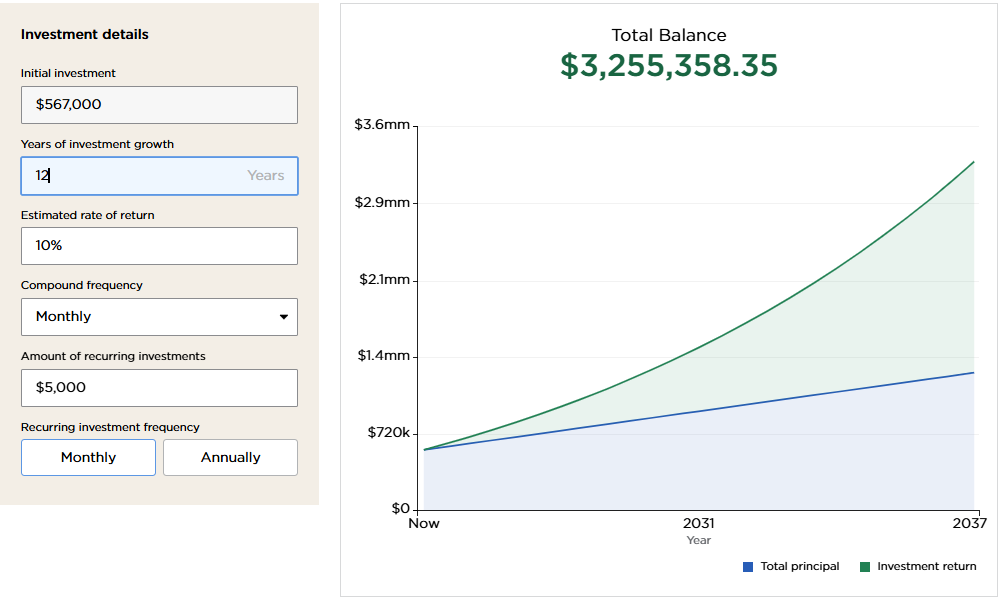 Investment details
Initial investment
$567,000
Years of investment growth
12 Years
Estimated rate of return
10%
Compound frequency
Monthly
Amount of recurring investments
$5,000
Recurring investment frequency
Monthly Annually
Total Balance
$3,255,358.35
$3.6mm
$2.9mm
$2.1mm
$1.4mm
$720k
$0
Now 2031 2037
Year
Total principal Investment return